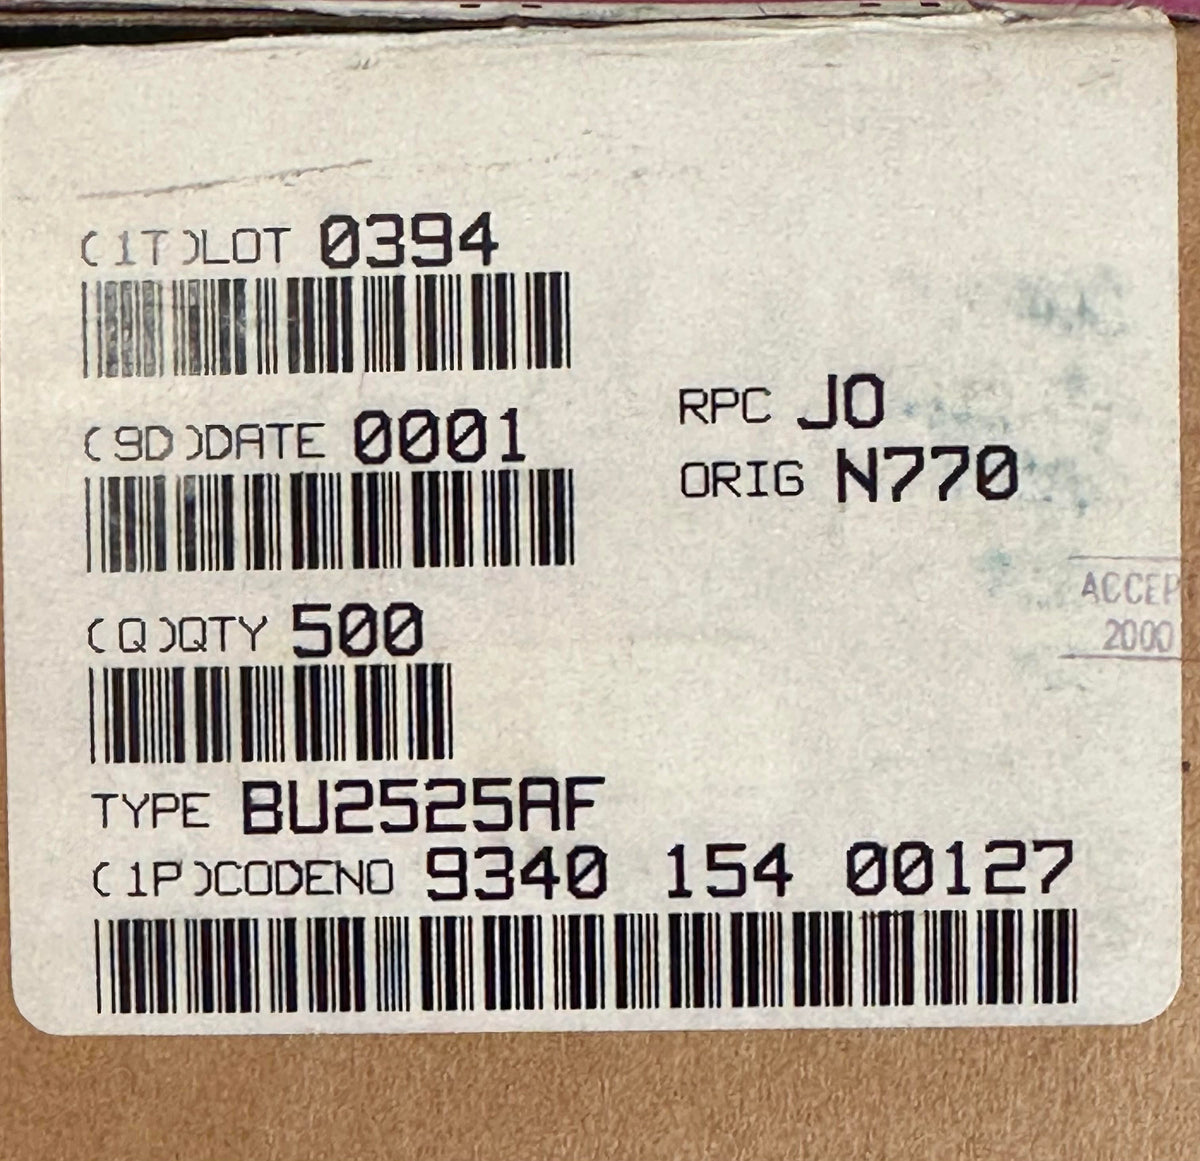 (1T)LOT 0394
(9D)DATE 0001
RPC JO
ORIG N770
(Q)QTY 500
ACCEP
2000
TYPE BU2525AF
(1P)CODENO 9340 154 00127